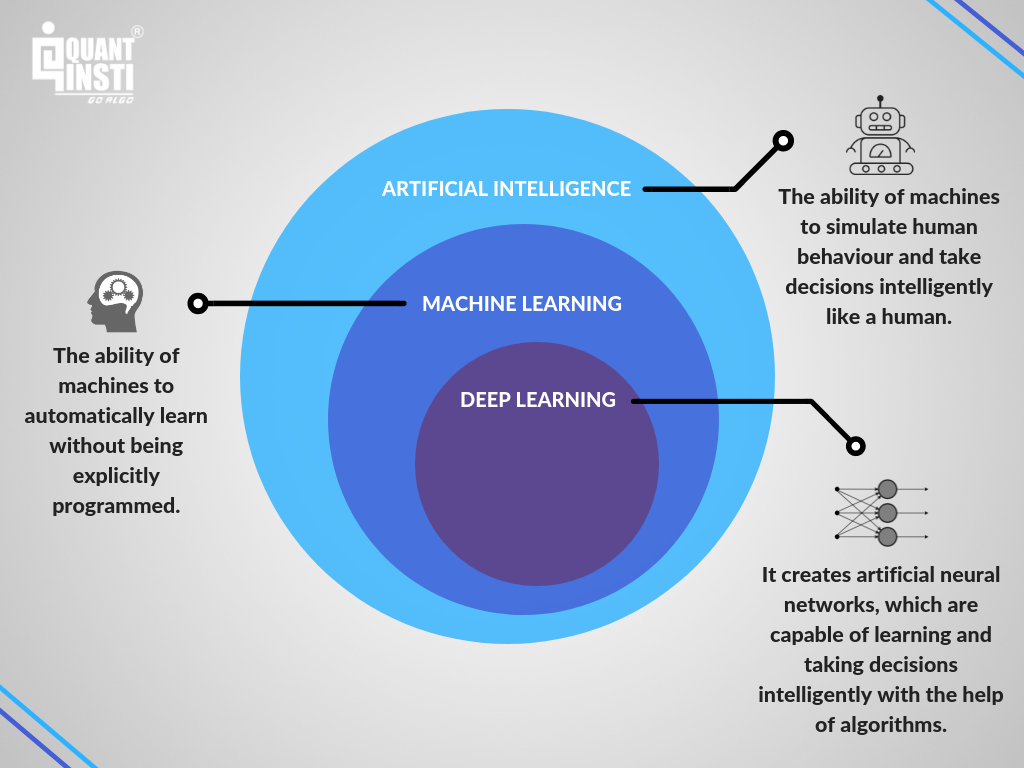 QUANT
INSTI
®
GO ALGO
ARTIFICIAL INTELLIGENCE
The ability of machines
to simulate human
behaviour and take
decisions intelligently
like a human.
MACHINE LEARNING
The ability of
machines to
automatically learn
without being
explicitly
programmed.
DEEP LEARNING
It creates artificial neural
networks, which are
capable of learning and
taking decisions
intelligently with the help
of algorithms.